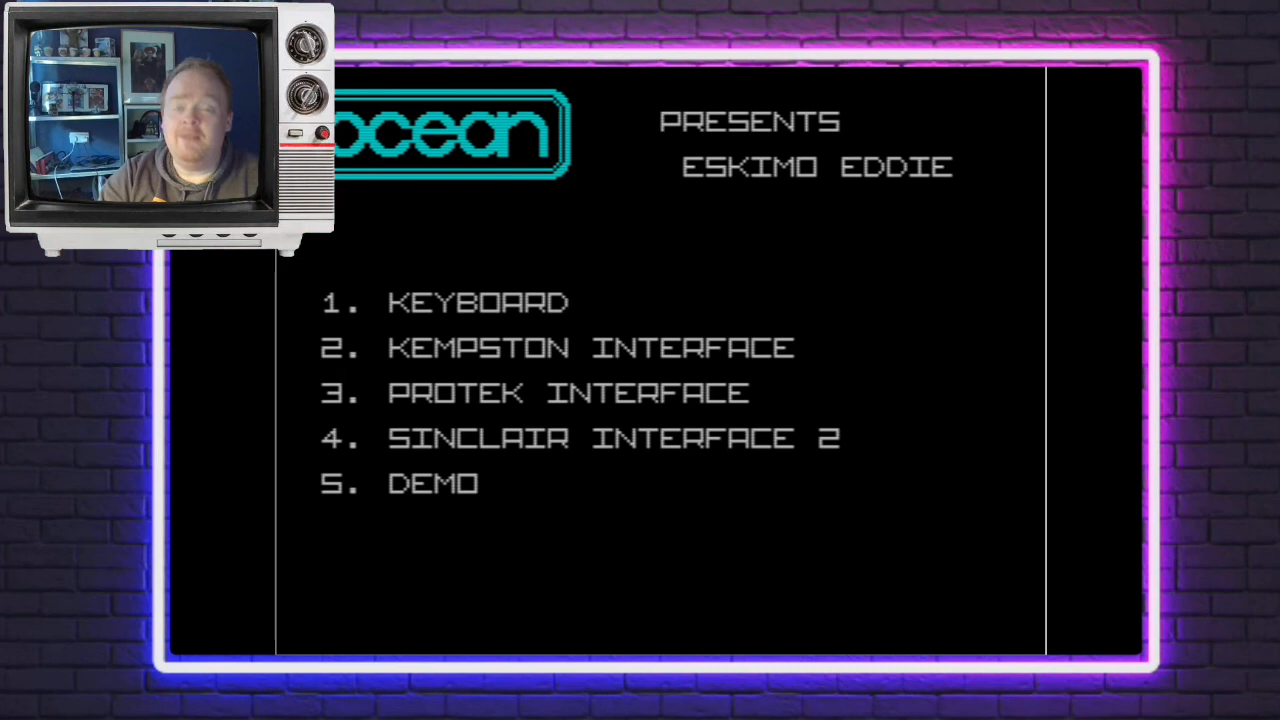 ocean
PRESENTS
ESKIMO EDDIE
1. KEYBOARD
2. KEMPSTON INTERFACE
3. PROTEK INTERFACE
4. SINCLAIR INTERFACE 2
5. DEMO